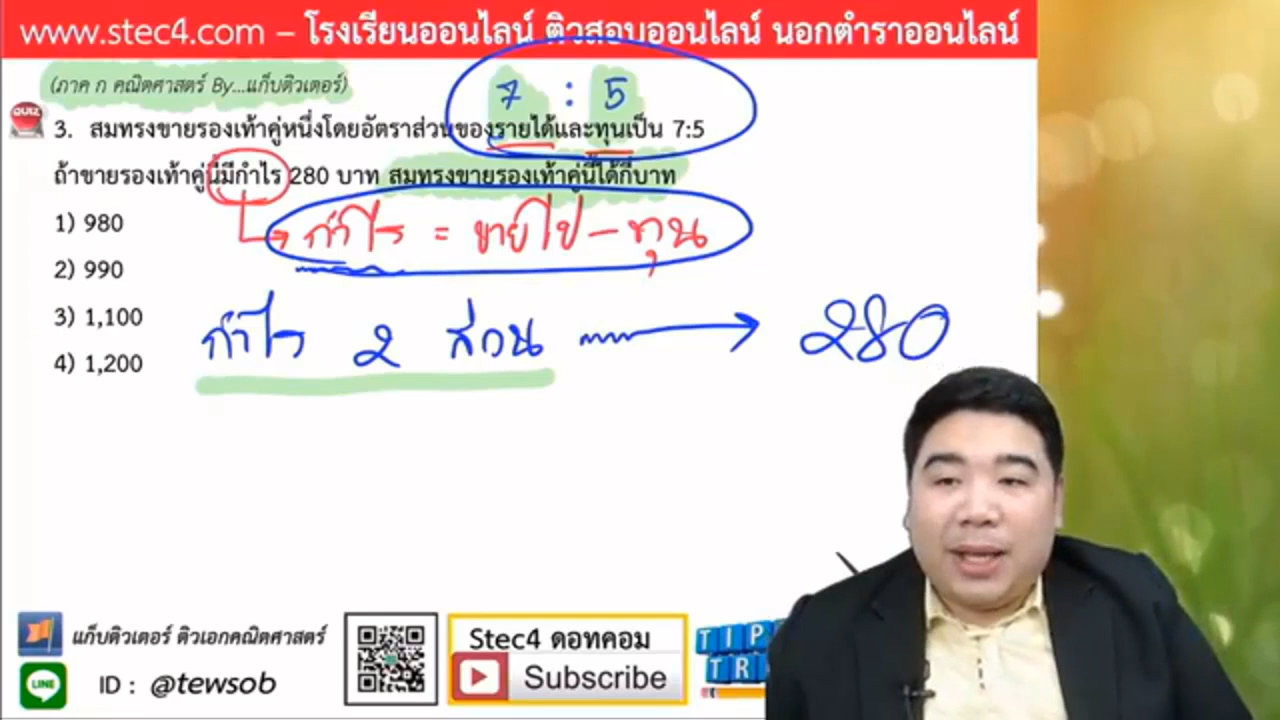 www.stec4.com – โรงเรียนออนไลน์ ติวสอบออนไลน์ นอกตำราออนไลน์
(ภาค ก คณิตศาสตร์ By...แก็บติวเตอร์)
7 : 5
QUIZ
3. สมทรงขายรองเท้าคู่หนึ่งโดยอัตราส่วนของรายได้และทุนเป็น 7:5
ถ้าขายรองเท้าคู่นี้มีกำไร 280 บาท สมทรงขายรองเท้าคู่นี้ได้กี่บาท
1) 980
กำไร = ขายไป – ทุน
2) 990
3) 1,100
กำไร 2 ส่วน → 280
4) 1,200
แก็บติวเตอร์ ติวเอกคณิตศาสตร์
LINE
ID : @tewsob
Stec4 ดอทคอม
Subscribe